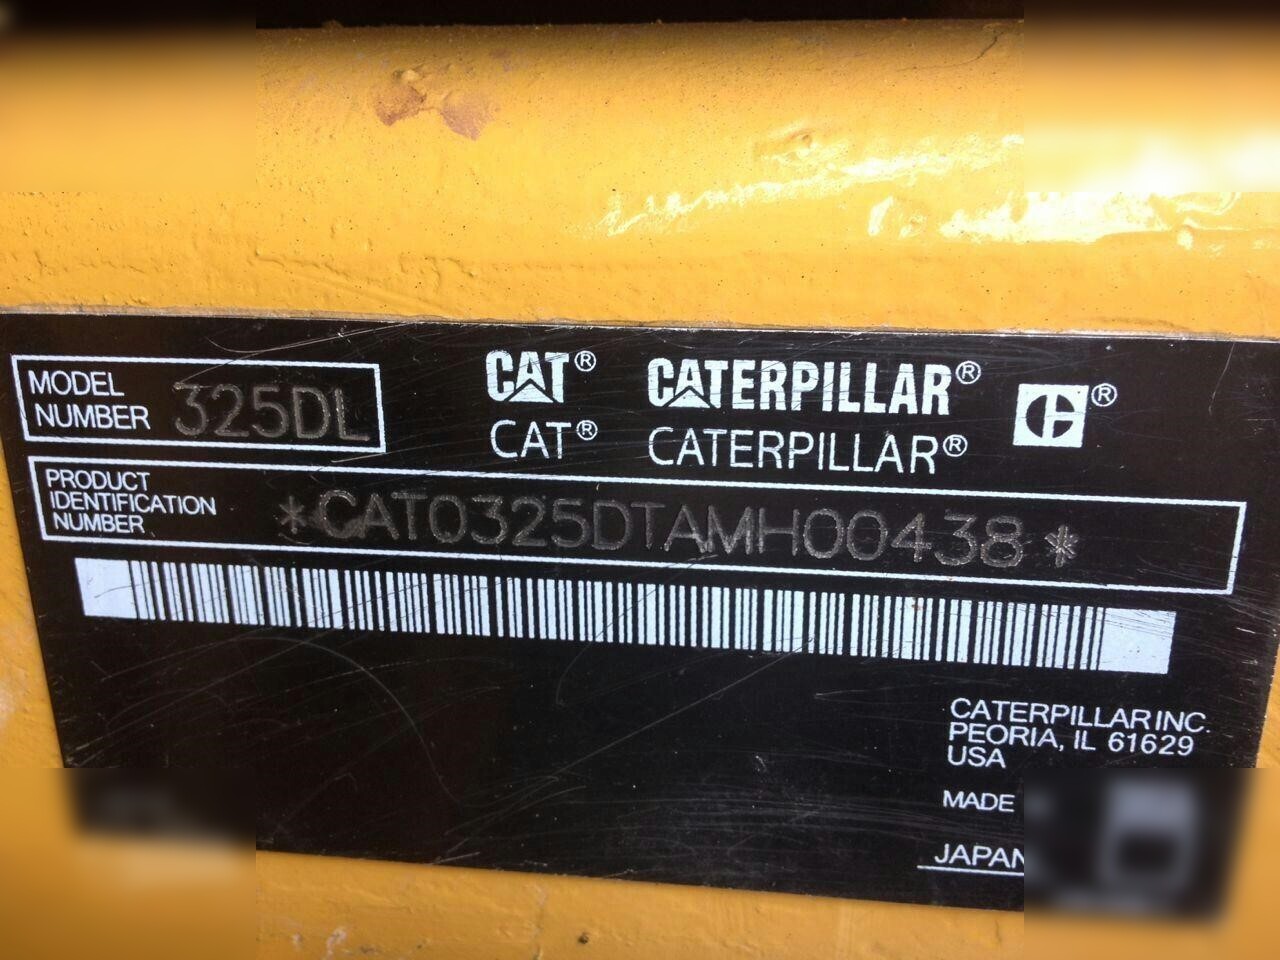 MODEL
NUMBER 325DL
CAT® CATERPILLAR® C®
CAT® CATERPILLAR®
PRODUCT
IDENTIFICATION
NUMBER
*CAT0325DTAMH00438*
CATERPILLAR INC.
PEORIA, IL 61629
USA
MADE
JAPAN